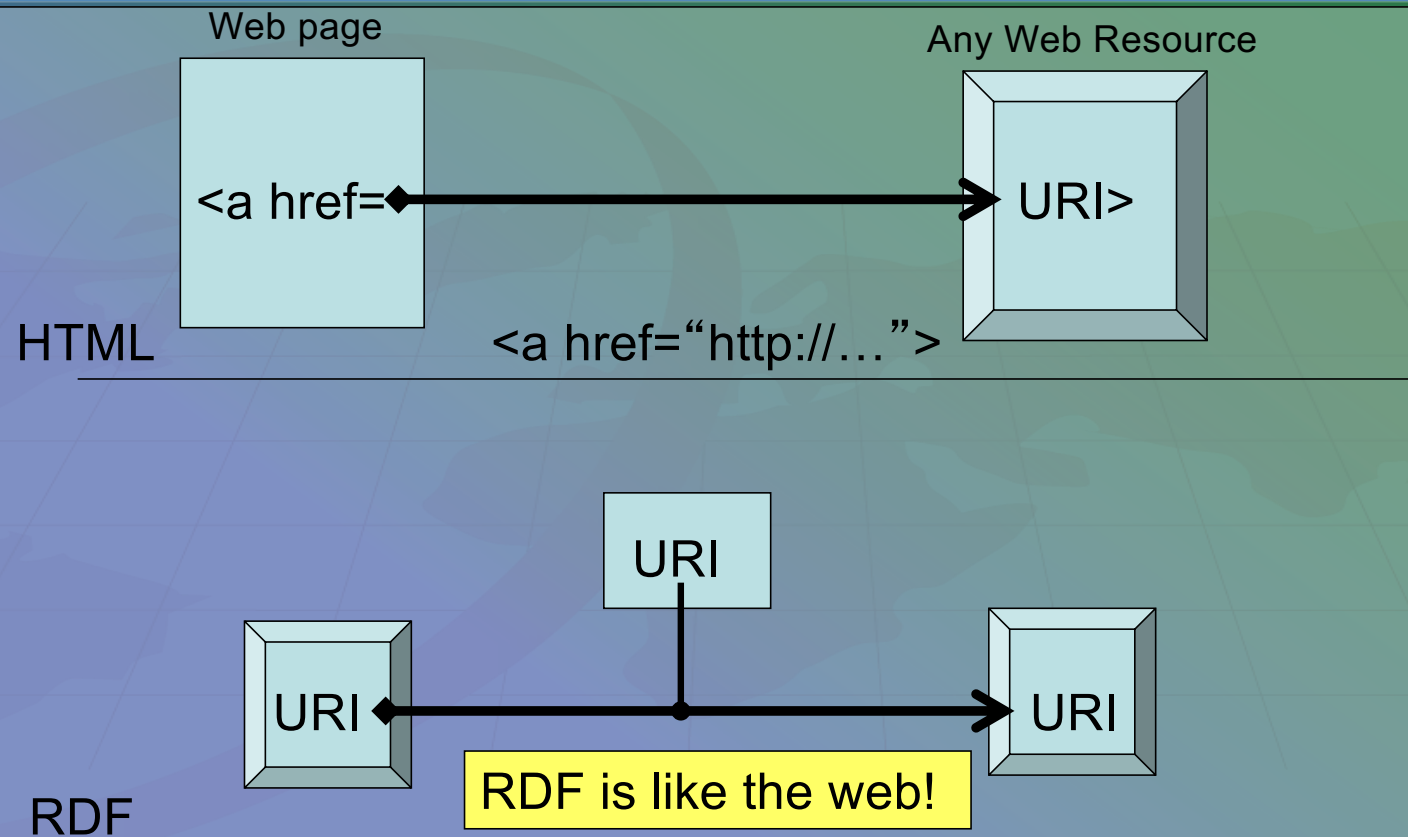 Web page
Any Web Resource
<a href=
URI>
HTML
<a href=“http://…”>
URI
URI
URI
RDF is like the web!
RDF